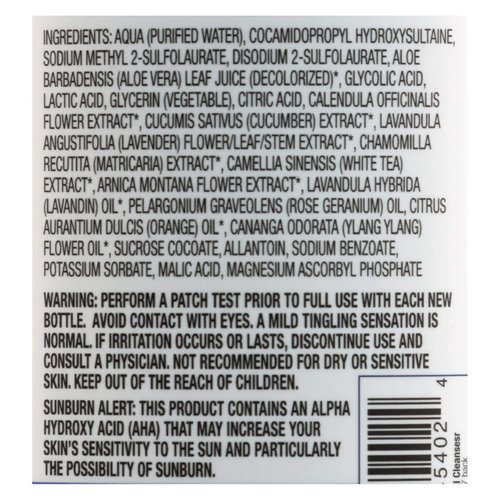 INGREDIENTS: AQUA (PURIFIED WATER), COCAMIDOPROPYL HYDROXYSULTAINE,
SODIUM METHYL 2-SULFOLAURATE, DISODIUM 2-SULFOLAURATE, ALOE
BARBADENSIS (ALOE VERA) LEAF JUICE (DECOLORIZED)*, GLYCOLIC ACID,
LACTIC ACID, GLYCERIN (VEGETABLE), CITRIC ACID, CALENDULA OFFICINALIS
FLOWER EXTRACT*, CUCUMIS SATIVUS (CUCUMBER) EXTRACT*, LAVANDULA
ANGUSTIFOLIA (LAVENDER) FLOWER/LEAF/STEM EXTRACT*, CHAMOMILLA
RECUTITA (MATRICARIA) EXTRACT*, CAMELLIA SINENSIS (WHITE TEA)
EXTRACT*, ARNICA MONTANA FLOWER EXTRACT*, LAVANDULA HYBRIDA
(LAVANDIN) OIL*, PELARGONIUM GRAVEOLENS (ROSE GERANIUM) OIL, CITRUS
AURANTIUM DULCIS (ORANGE) OIL*, CANANGA ODORATA (YLANG YLANG)
FLOWER OIL*, SUCROSE COCOATE, ALLANTOIN, SODIUM BENZOATE,
POTASSIUM SORBATE, MALIC ACID, MAGNESIUM ASCORBYL PHOSPHATE
WARNING: PERFORM A PATCH TEST PRIOR TO FULL USE WITH EACH NEW
BOTTLE. AVOID CONTACT WITH EYES. A MILD TINGLING SENSATION IS
NORMAL. IF IRRITATION OCCURS OR LASTS, DISCONTINUE USE AND
CONSULT A PHYSICIAN. NOT RECOMMENDED FOR DRY OR SENSITIVE
SKIN. KEEP OUT OF THE REACH OF CHILDREN.
SUNBURN ALERT: THIS PRODUCT CONTAINS AN ALPHA
HYDROXY ACID (AHA) THAT MAY INCREASE YOUR
SKIN'S SENSITIVITY TO THE SUN AND PARTICULARLY
THE POSSIBILITY OF SUNBURN.
5402 4
Cleansesr
7 back